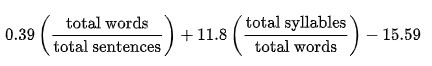 0.39 (total words / total sentences) + 11.8 (total syllables / total words) − 15.59